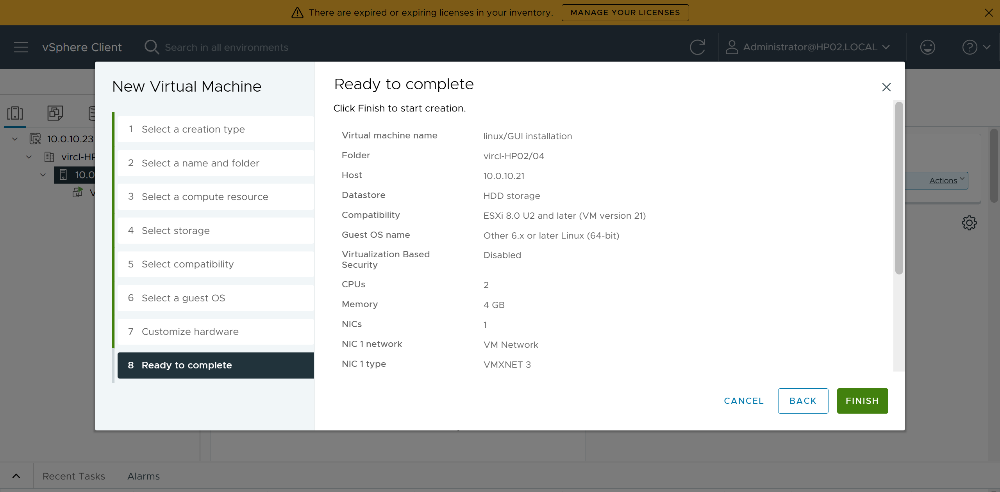 There are expired or expiring licenses in your inventory. MANAGE YOUR LICENSES
vSphere Client Search in all environments Administrator@HP02.LOCAL
New Virtual Machine
1 Select a creation type
2 Select a name and folder
3 Select a compute resource
4 Select storage
5 Select compatibility
6 Select a guest OS
7 Customize hardware
8 Ready to complete
Ready to complete
Click Finish to start creation.
Virtual machine name linux/GUI installation
Folder vircl-HP02/04
Host 10.0.10.21
Datastore HDD storage
Compatibility ESXi 8.0 U2 and later (VM version 21)
Guest OS name Other 6.x or later Linux (64-bit)
Virtualization Based Disabled
Security
CPUs 2
Memory 4 GB
NICs 1
NIC 1 network VM Network
NIC 1 type VMXNET 3
CANCEL BACK FINISH
10.0.10.23
vircl-HP
10.0
V
Actions
Recent Tasks Alarms